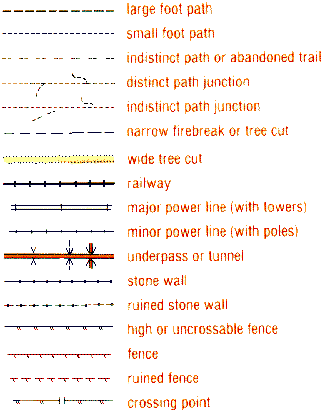 large foot path
small foot path
indistinct path or abandoned trail
distinct path junction
indistinct path junction
narrow firebreak or tree cut
wide tree cut
railway
major power line (with towers)
minor power line (with poles)
underpass or tunnel
stone wall
ruined stone wall
high or uncrossable fence
fence
ruined fence
crossing point